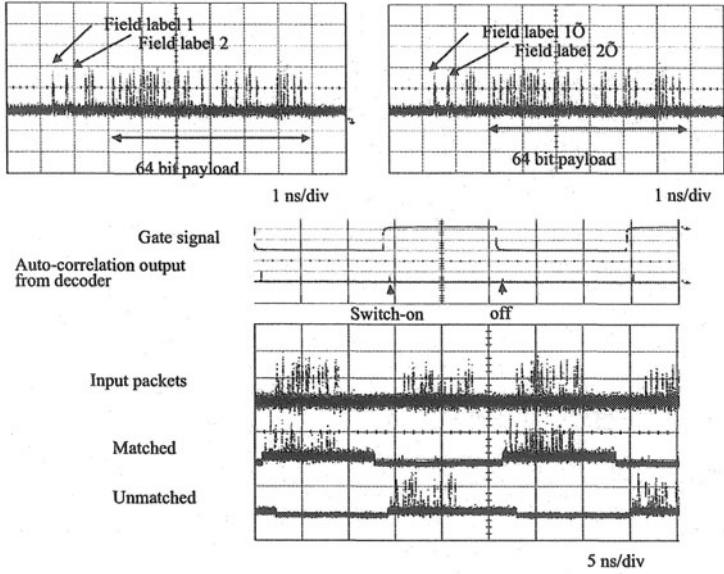 Field label 1
Field label 2
64 bit payload
1 ns/div
Field label 1Õ
Field label 2Õ
64 bit payload
1 ns/div
Gate signal
Auto-correlation output
from decoder
Switch-on off
Input packets
Matched
Unmatched
5 ns/div